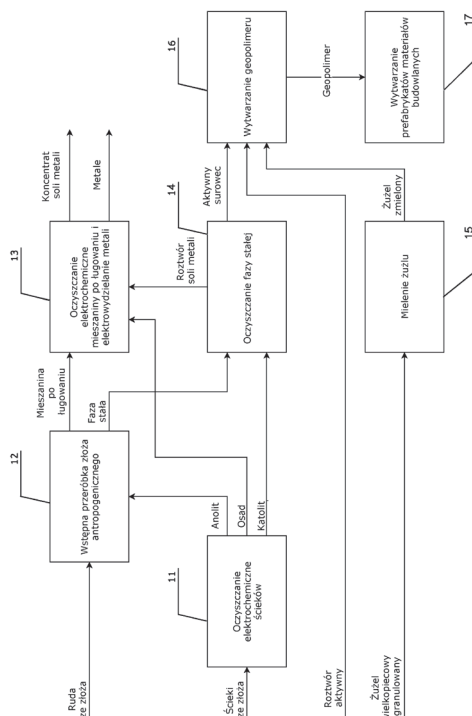 16
Wytwarzanie geopolimeru
Geopolimer
17
Wytwarzanie
prefabrykatów materiałów
budowlanych
Koncentrat
soli metali
Metale
13
Oczyszczanie
elektrochemiczne
mieszaniny po ługowaniu i
elektrowydzielanie metali
Roztwór
soli metali
14
Aktywny
surowec
Oczyszczanie fazy stałej
Żużel
zmielony
15
Mielenie żużlu
Mieszanina
po
ługowaniu
Faza
stała
12
Wstępna przeróbka złoża
antropogenicznego
Anolit
Osad
Katolit
11
Oczyszczanie
elektrochemiczne
ścieków
Ruda
ze złoża
Ścieki
ze złoża
Roztwór
aktywny
Żużel
wielkopiecowy
granulowany